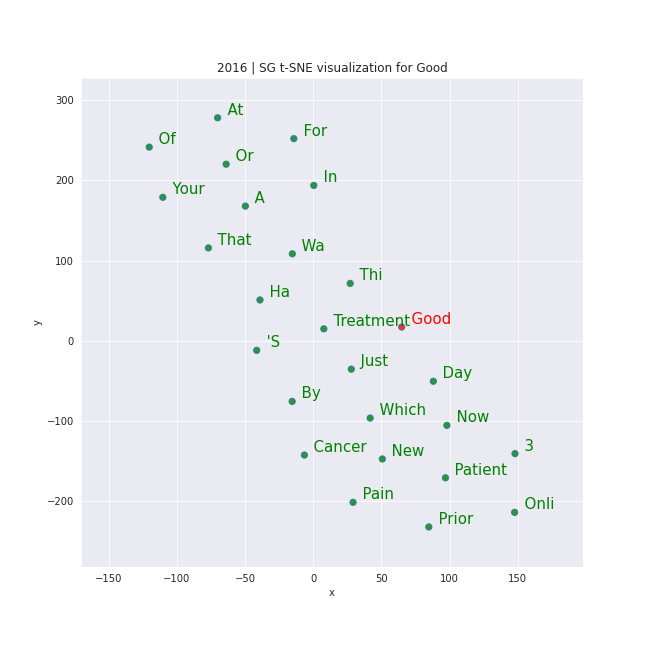 2016 | SG t-SNE visualization for Good
300
At
For
Of
Or
200
In
Your
A
That
Wa
100
Thi
Ha
Treatment
Good
y
0
'S
Just
Day
By
Which
−100
Now
Cancer
New
3
Patient
Pain
−200
Onli
Prior
−150
−100
−50
0
50
100
150
x